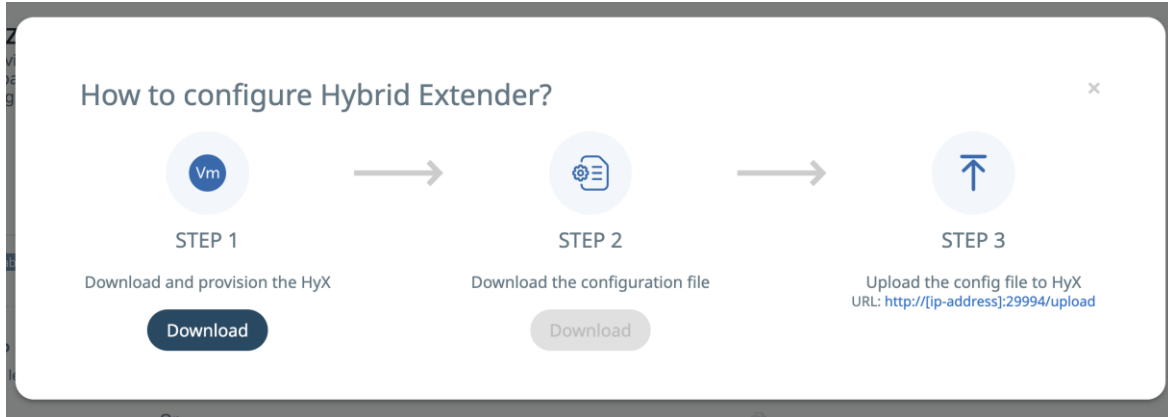 How to configure Hybrid Extender?
×
Vm
STEP 1
STEP 2
STEP 3
Download and provision the HyX
Download the configuration file
Upload the config file to HyX
URL: http://[ip-address]:29994/upload
Download
Download